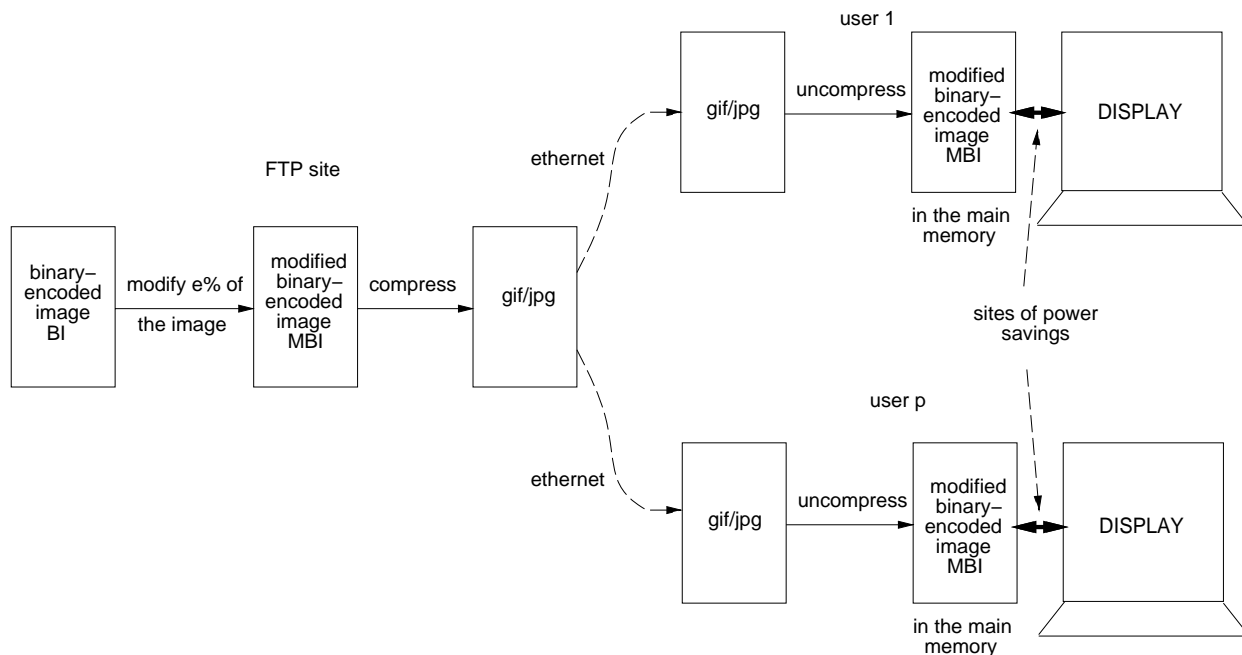 user 1
gif/jpg
uncompress
modified
binary–
encoded
image
MBI
DISPLAY
in the main
memory
ethernet
FTP site
binary–
encoded
image
BI
modify e% of
the image
modified
binary–
encoded
image
MBI
compress
gif/jpg
sites of power
savings
user p
ethernet
gif/jpg
uncompress
modified
binary–
encoded
image
MBI
DISPLAY
in the main
memory